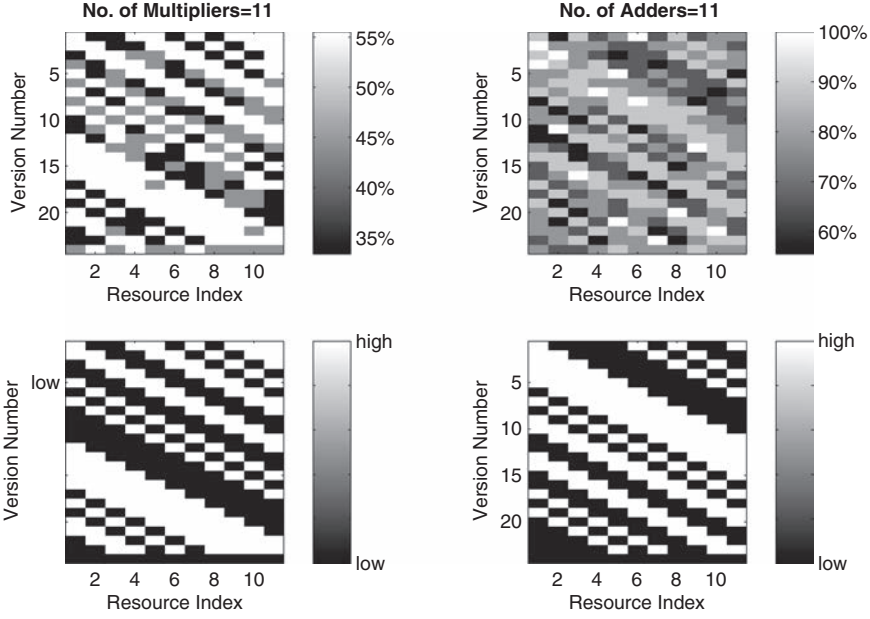 No. of Multipliers=11
Version Number
5
10
15
20
2 4 6 8 10
Resource Index
55%
50%
45%
40%
35%
No. of Adders=11
Version Number
5
10
15
20
2 4 6 8 10
Resource Index
100%
90%
80%
70%
60%
Version Number
low
2 4 6 8 10
Resource Index
high
low
Version Number
5
10
15
20
2 4 6 8 10
Resource Index
high
low